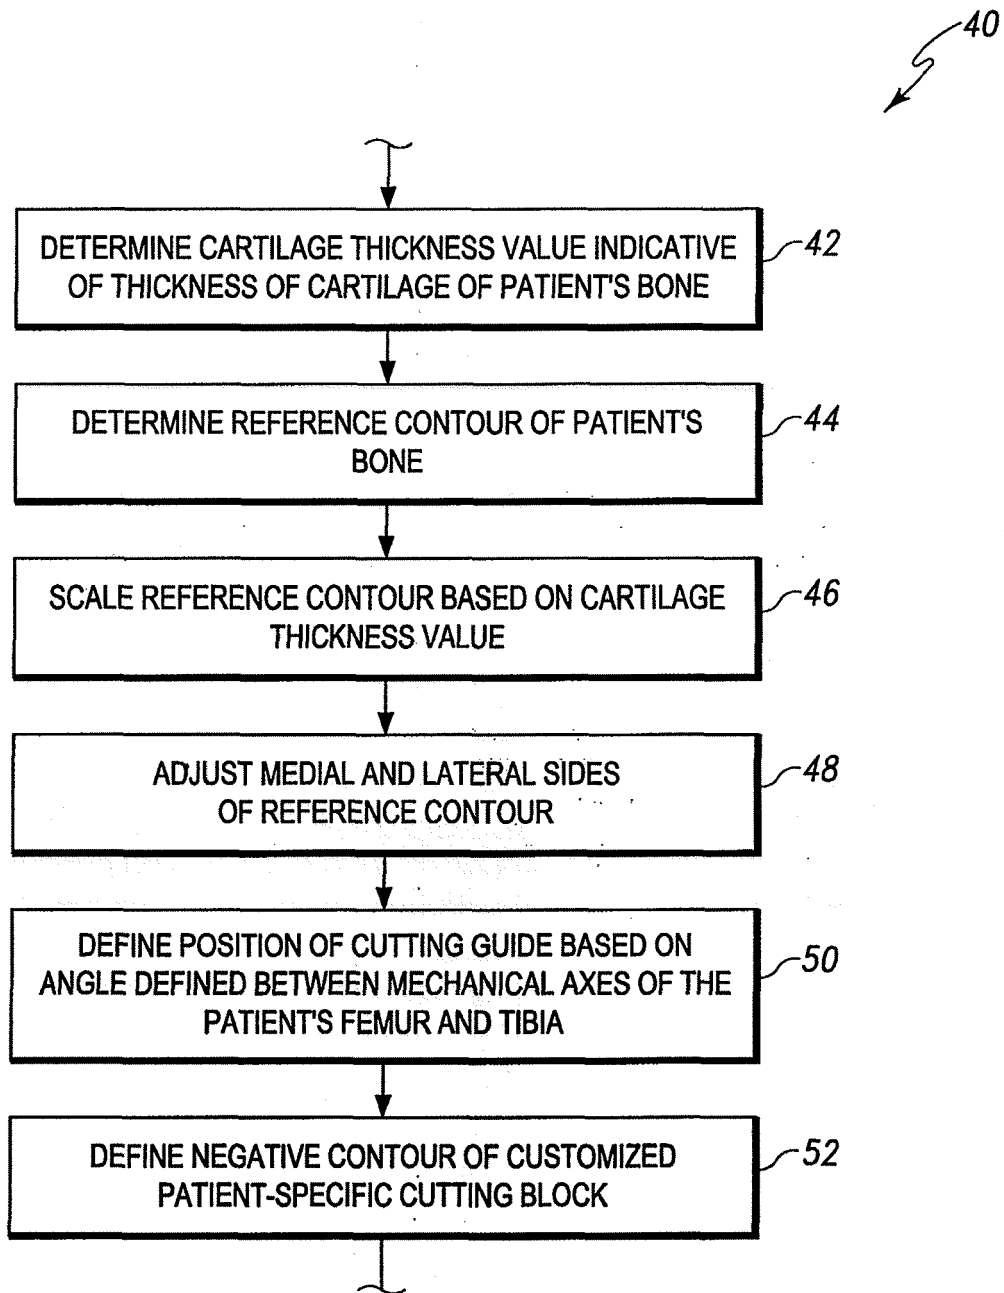 40
DETERMINE CARTILAGE THICKNESS VALUE INDICATIVE
OF THICKNESS OF CARTILAGE OF PATIENT'S BONE
42
DETERMINE REFERENCE CONTOUR OF PATIENT'S
BONE
44
SCALE REFERENCE CONTOUR BASED ON CARTILAGE
THICKNESS VALUE
46
ADJUST MEDIAL AND LATERAL SIDES
OF REFERENCE CONTOUR
48
DEFINE POSITION OF CUTTING GUIDE BASED ON
ANGLE DEFINED BETWEEN MECHANICAL AXES OF THE
PATIENT'S FEMUR AND TIBIA
50
DEFINE NEGATIVE CONTOUR OF CUSTOMIZED
PATIENT-SPECIFIC CUTTING BLOCK
52